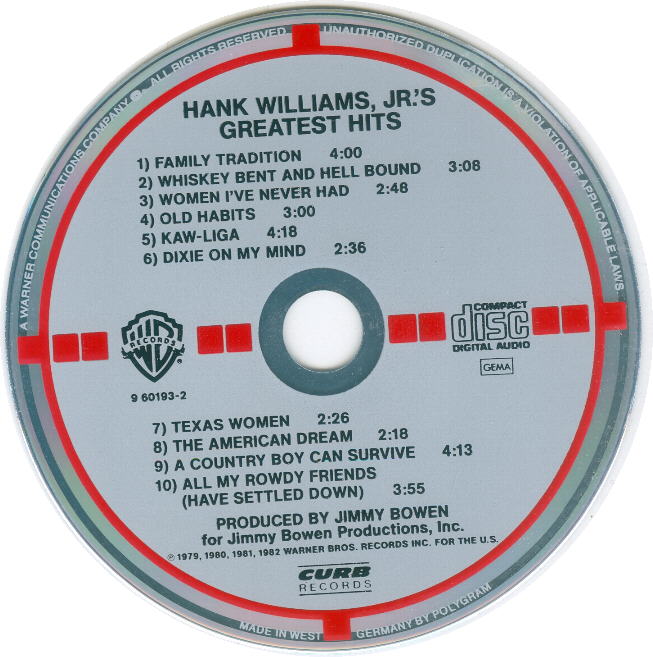 A WARNER COMMUNICATIONS COMPANY ℗. ALL RIGHTS RESERVED
UNAUTHORIZED DUPLICATION IS A VIOLATION OF APPLICABLE LAWS
HANK WILLIAMS, JR.'S
GREATEST HITS
1) FAMILY TRADITION 4:00
2) WHISKEY BENT AND HELL BOUND 3:08
3) WOMEN I'VE NEVER HAD 2:48
4) OLD HABITS 3:00
5) KAW-LIGA 4:18
6) DIXIE ON MY MIND 2:36
WB
RECORDS
®
COMPACT
disc
DIGITAL AUDIO
GEMA
9 60193-2
7) TEXAS WOMEN 2:26
8) THE AMERICAN DREAM 2:18
9) A COUNTRY BOY CAN SURVIVE 4:13
10) ALL MY ROWDY FRIENDS
(HAVE SETTLED DOWN) 3:55
PRODUCED BY JIMMY BOWEN
for Jimmy Bowen Productions, Inc.
℗ 1979, 1980, 1981, 1982 WARNER BROS. RECORDS INC. FOR THE U.S.
CURB
RECORDS
MADE IN WEST GERMANY BY POLYGRAM